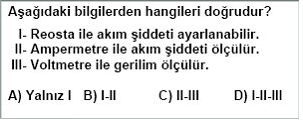 Aşağıdaki bilgilerden hangileri doğrudur?
I- Reosta ile akım şiddeti ayarlanabilir.
II- Ampermetre ile akım şiddeti ölçülür.
III- Voltmetre ile gerilim ölçülür.
A) Yalnız I B) I-II C) II-III D) I-II-III